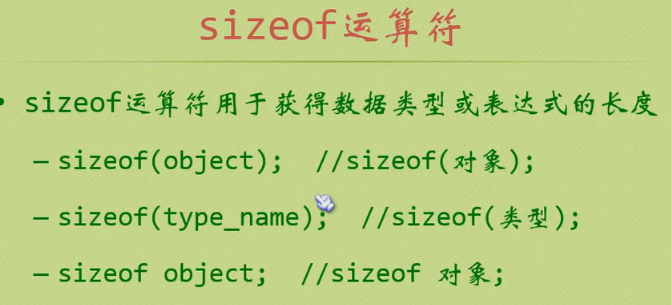 sizeof运算符
• sizeof运算符用于获得数据类型或表达式的长度
– sizeof(object);  //sizeof(对象);
– sizeof(type_name);  //sizeof(类型);
– sizeof object;  //sizeof 对象;